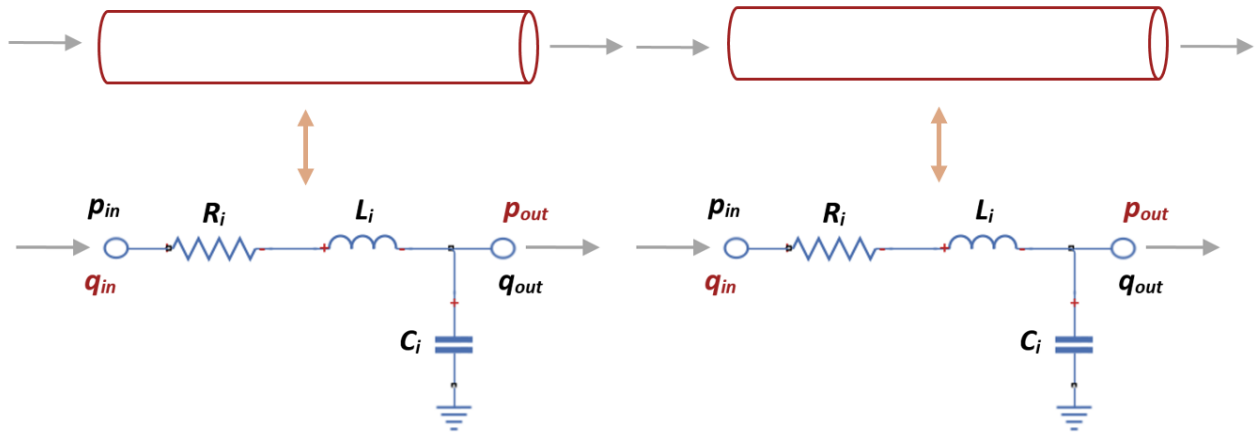 p_in R_i L_i p_out p_in R_i L_i p_out
q_in q_out q_in q_out
C_i C_i